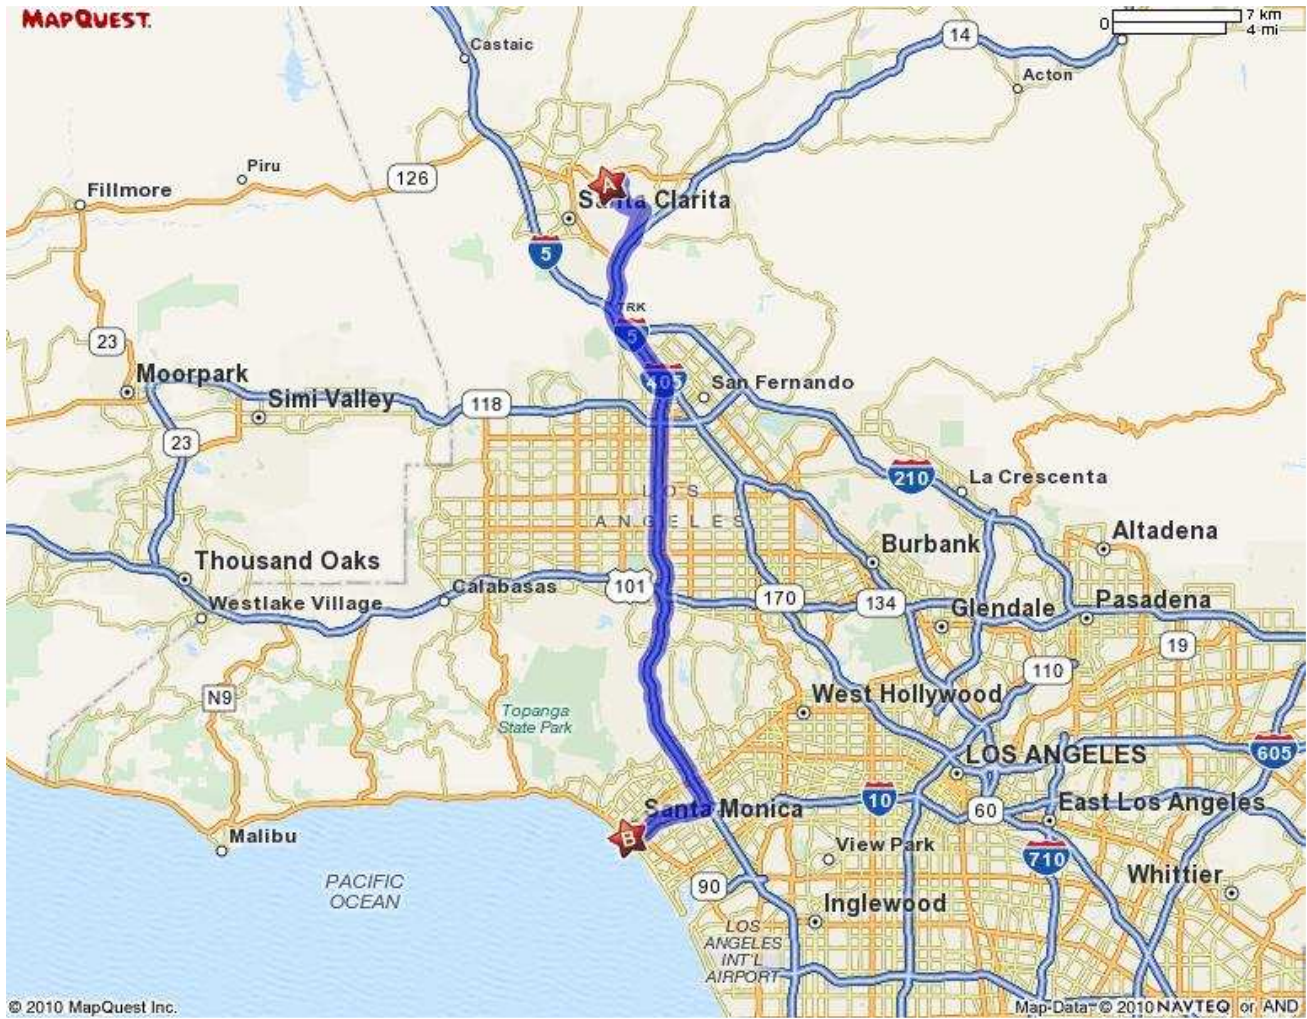 MAPQUEST.
0
7 km
4 mi
Castaic
14
Acton
Piru
126
Fillmore
A
Santa Clarita
5
TRK
5
23
Moorpark
405
San Fernando
Simi Valley
118
23
210
La Crescenta
LOS
ANGELES
Altadena
Burbank
Thousand Oaks
Calabasas
101
170
134
Westlake Village
Glendale
Pasadena
19
110
N9
West Hollywood
Topanga
State Park
LOS ANGELES
605
10
60
East Los Angeles
Santa Monica
B
Malibu
View Park
710
Whittier
PACIFIC
OCEAN
90
Inglewood
LOS
ANGELES
INT'L
AIRPORT
© 2010 MapQuest Inc.
Map-Data © 2010 NAVTEQ or AND